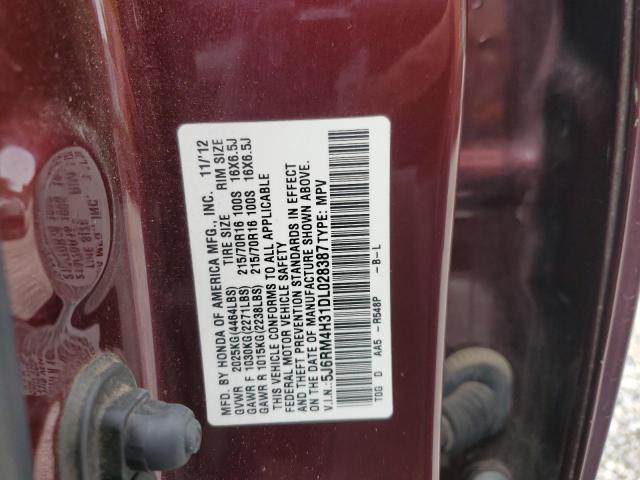 MFD. BY HONDA OF AMERICA MFG., INC. 11/'12
TIRE SIZE RIM SIZE
GVWR 2025KG(4464LBS)
GAWR F 1030KG(2271LBS) 215/70R16 100S 16X6.5J
GAWR R 1015KG(2238LBS) 215/70R16 100S 16X6.5J
THIS VEHICLE CONFORMS TO ALL APPLICABLE
FEDERAL MOTOR VEHICLE SAFETY
AND THEFT PREVENTION STANDARDS IN EFFECT
ON THE DATE OF MANUFACTURE SHOWN ABOVE.
V.I.N.:5J6RM4H31DL028387 TYPE: MPV
TOG D AA5 - R548P - B - L